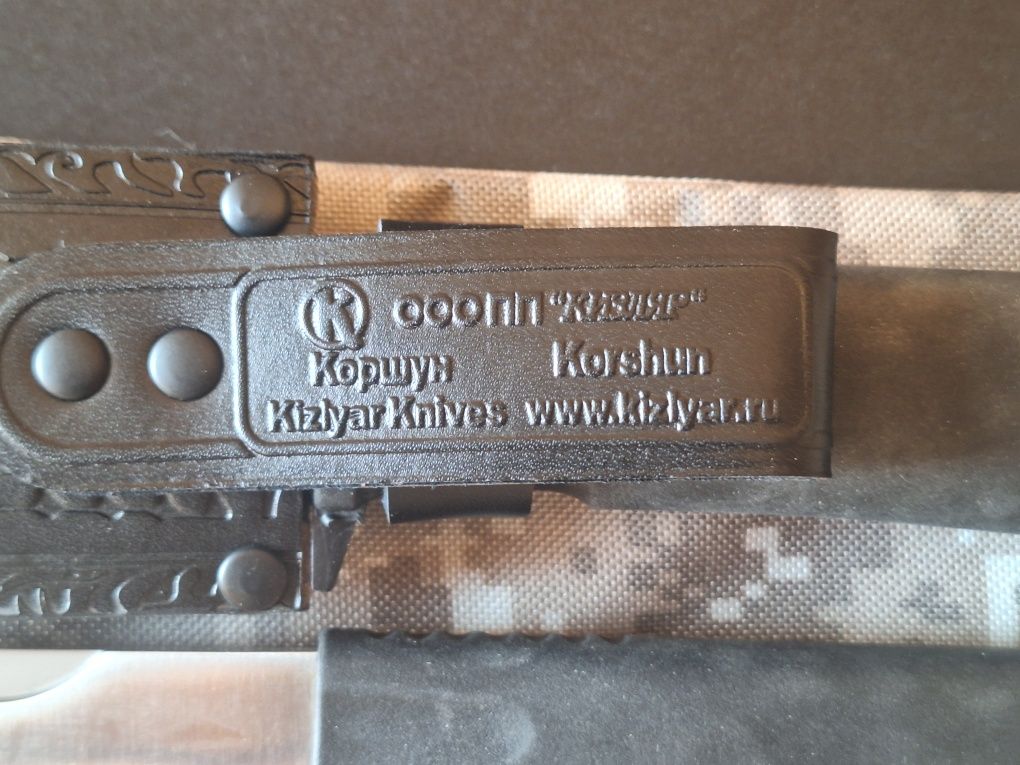 К ОООПП "КИЗЛЯР"
Коршун Korshun
Kizlyar Knives www.kizlyar.ru